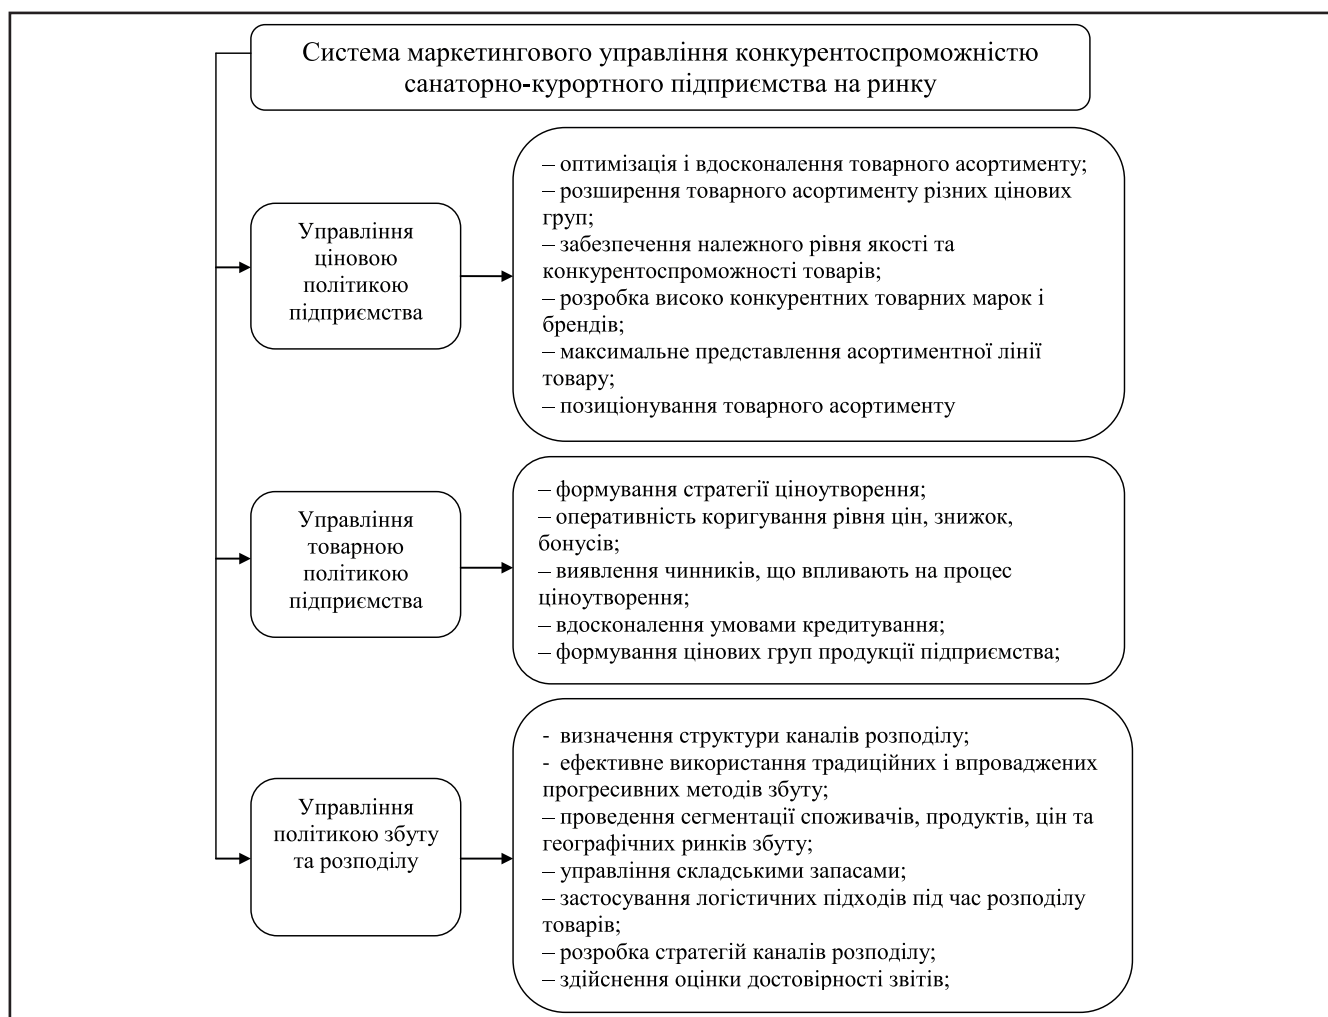 Система маркетингового управління конкурентоспроможністю
санаторно-курортного підприємства на ринку
Управління
ціновою
політикою
підприємства
– оптимізація і вдосконалення товарного асортименту;
– розширення товарного асортименту різних цінових
груп;
– забезпечення належного рівня якості та
конкурентоспроможності товарів;
– розробка високо конкурентних товарних марок і
брендів;
– максимальне представлення асортиментної лінії
товару;
– позиціонування товарного асортименту
Управління
товарною
політикою
підприємства
– формування стратегії ціноутворення;
– оперативність коригування рівня цін, знижок,
бонусів;
– виявлення чинників, що впливають на процес
ціноутворення;
– вдосконалення умовами кредитування;
– формування цінових груп продукції підприємства;
Управління
політикою збуту
та розподілу
- визначення структури каналів розподілу;
- ефективне використання традиційних і впроваджених
прогресивних методів збуту;
– проведення сегментації споживачів, продуктів, цін та
географічних ринків збуту;
– управління складськими запасами;
– застосування логістичних підходів під час розподілу
товарів;
– розробка стратегій каналів розподілу;
– здійснення оцінки достовірності звітів;